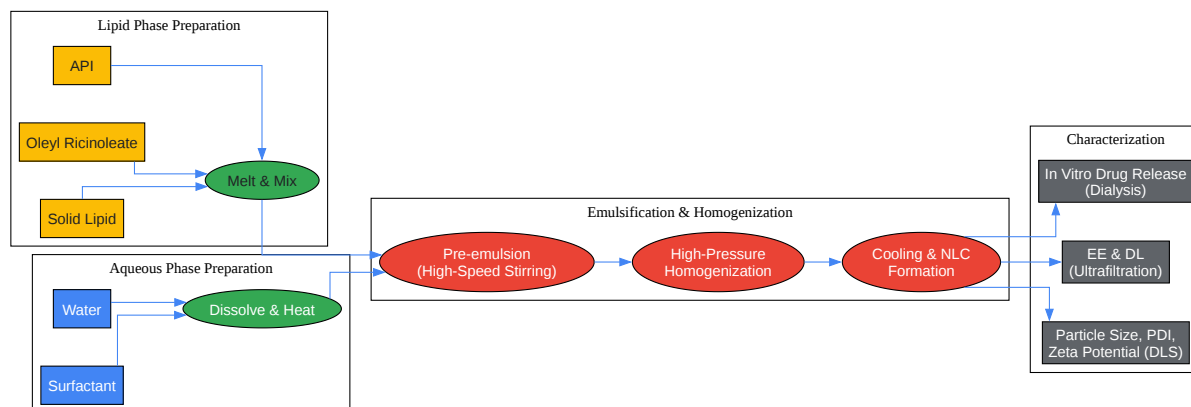 Lipid Phase Preparation
API
Oleyl Ricinoleate
Melt & Mix
Solid Lipid
Aqueous Phase Preparation
Water
Dissolve & Heat
Surfactant
Emulsification & Homogenization
Pre-emulsion
(High-Speed Stirring)
High-Pressure
Homogenization
Cooling & NLC
Formation
Characterization
In Vitro Drug Release
(Dialysis)
EE & DL
(Ultrafiltration)
Particle Size, PDI,
Zeta Potential (DLS)